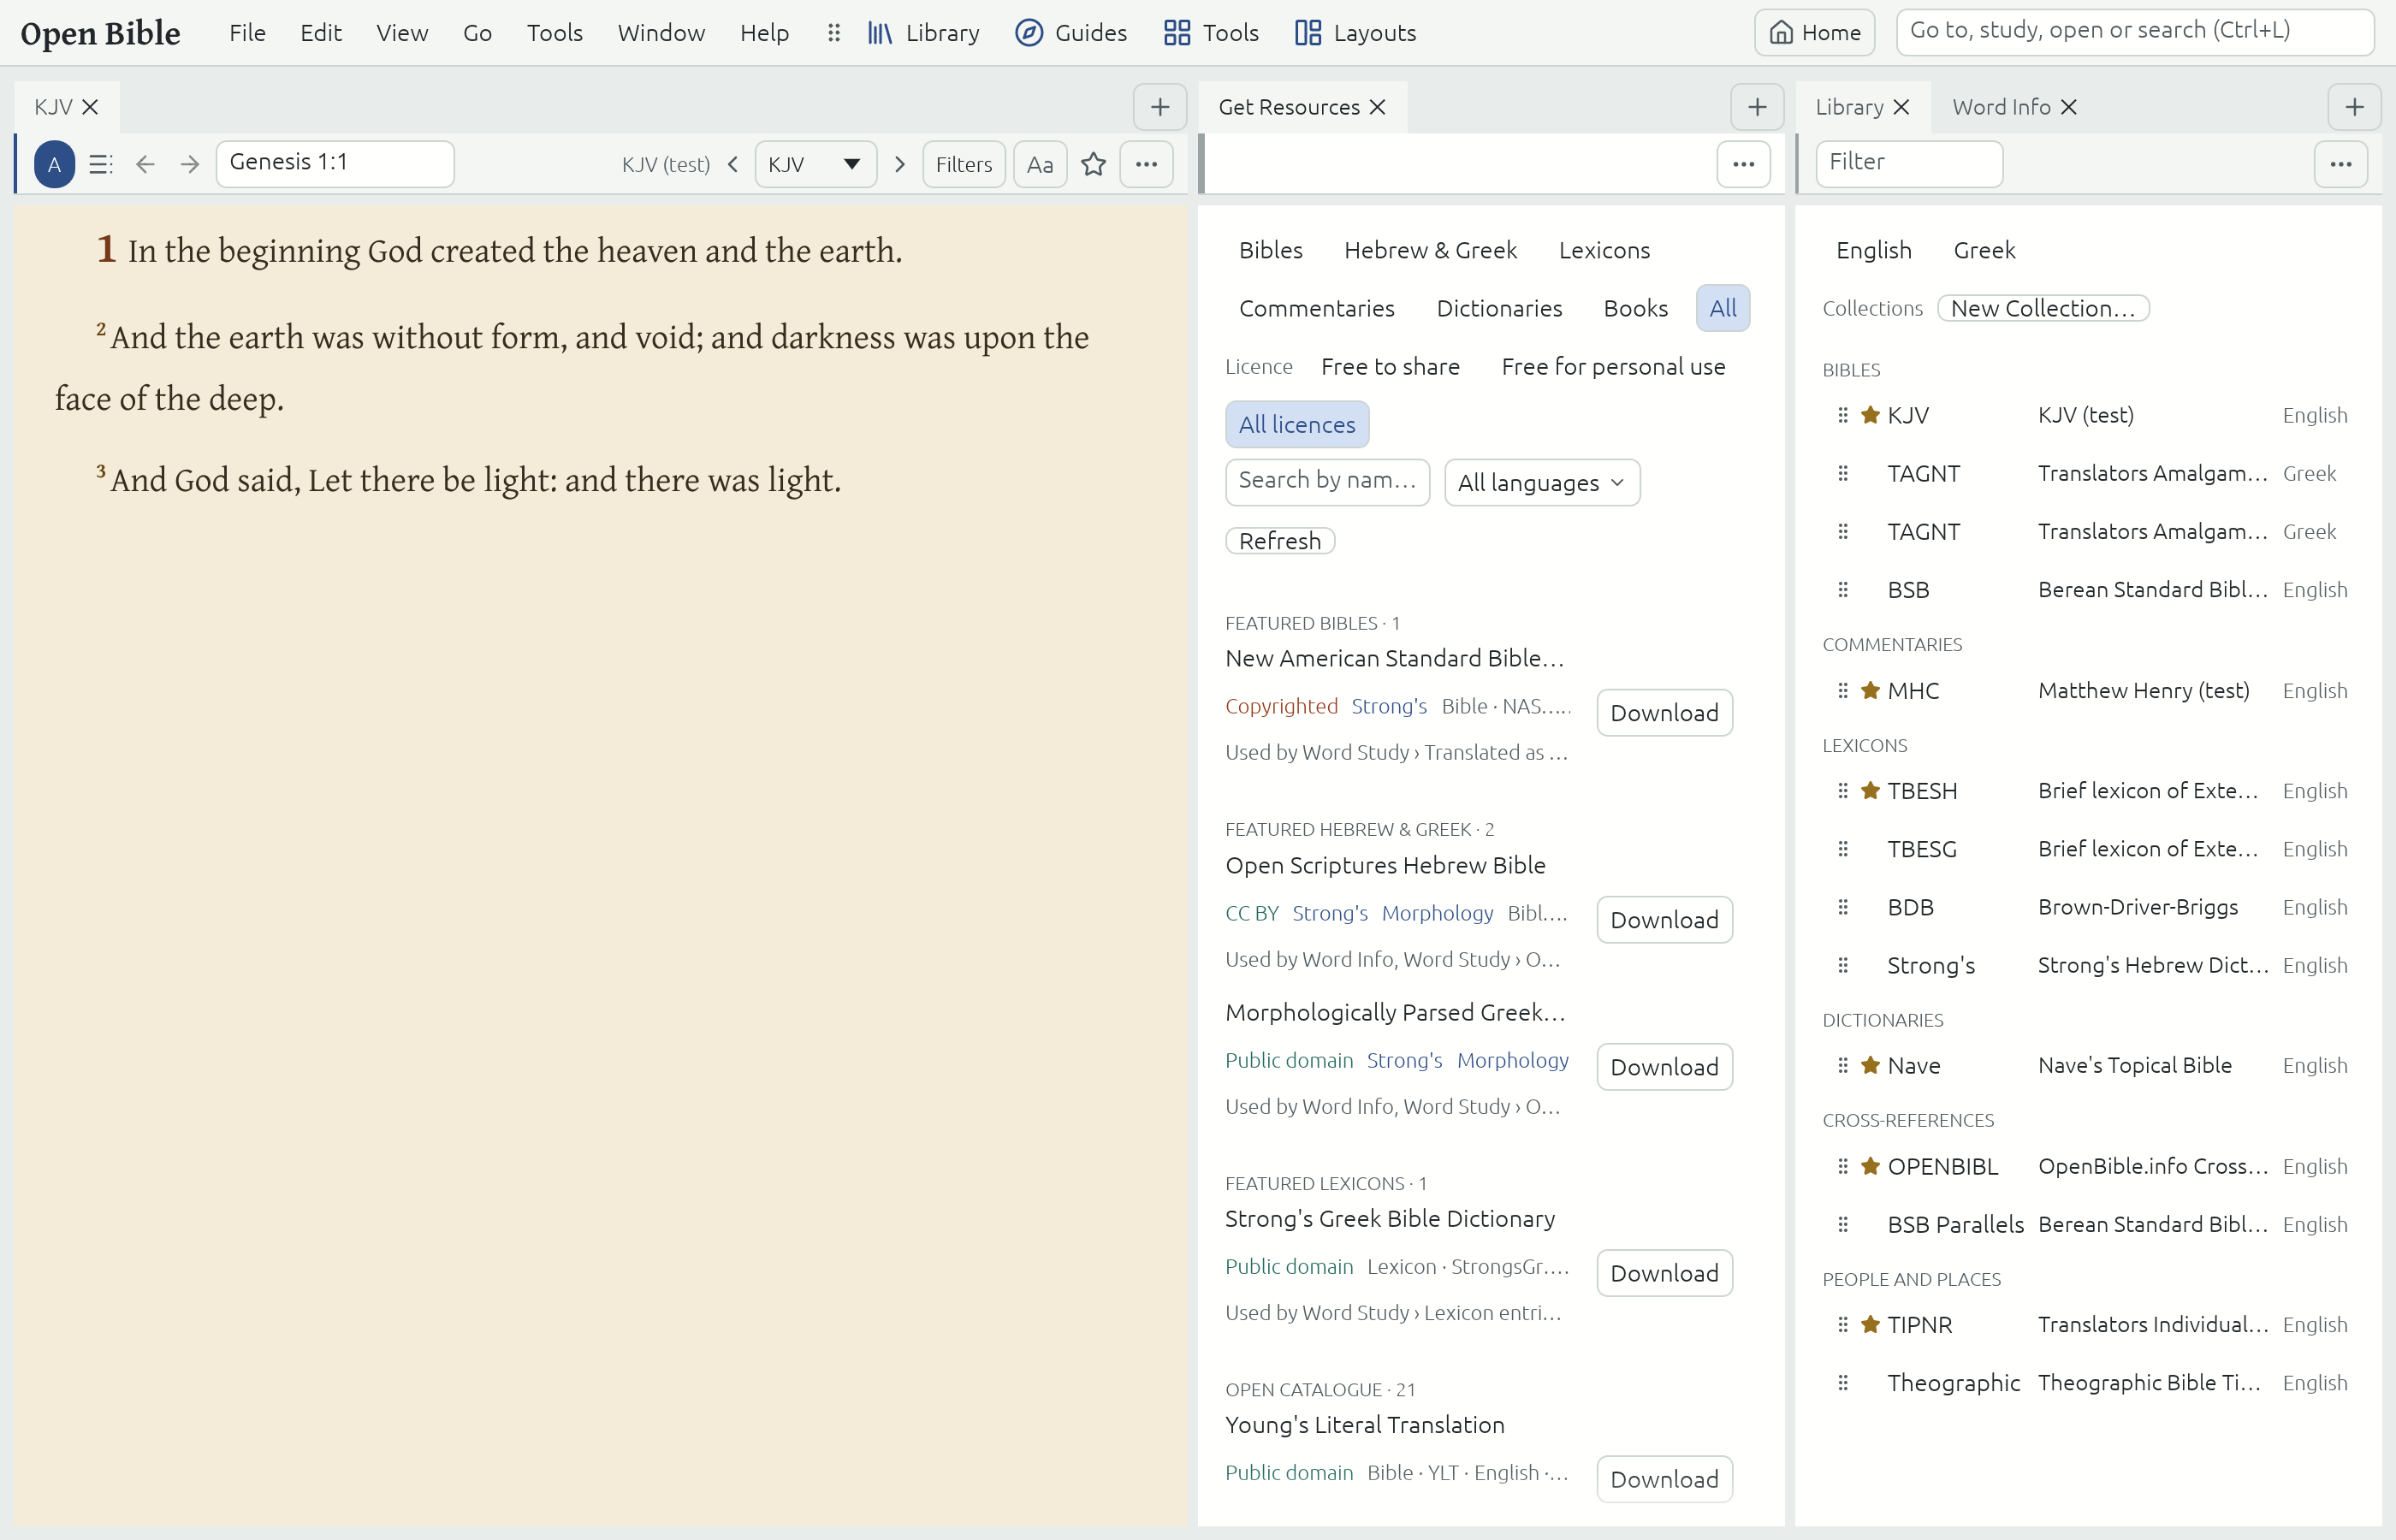 Open Bible File Edit View Go Tools Window Help Library Guides Tools Layouts Home Go to, study, open or search (Ctrl+L)
KJV
A Genesis 1:1 KJV (test) KJV Filters Aa
1 In the beginning God created the heaven and the earth.
2 And the earth was without form, and void; and darkness was upon the
face of the deep.
3 And God said, Let there be light: and there was light.
Get Resources
Bibles Hebrew & Greek Lexicons
Commentaries Dictionaries Books All
Licence Free to share Free for personal use
All licences
Search by nam… All languages
Refresh
FEATURED BIBLES · 1
New American Standard Bible…
Copyrighted Strong's Bible · NAS.…
Download
Used by Word Study › Translated as …
FEATURED HEBREW & GREEK · 2
Open Scriptures Hebrew Bible
CC BY Strong's Morphology Bibl.…
Download
Used by Word Info, Word Study › O…
Morphologically Parsed Greek…
Public domain Strong's Morphology
Download
Used by Word Info, Word Study › O…
FEATURED LEXICONS · 1
Strong's Greek Bible Dictionary
Public domain Lexicon · StrongsGr.…
Download
Used by Word Study › Lexicon entri…
OPEN CATALOGUE · 21
Young's Literal Translation
Public domain Bible · YLT · English ·…
Download
Library Word Info
Filter
English Greek
Collections New Collection…
BIBLES
KJV KJV (test) English
TAGNT Translators Amalgam… Greek
TAGNT Translators Amalgam… Greek
BSB Berean Standard Bibl… English
COMMENTARIES
MHC Matthew Henry (test) English
LEXICONS
TBESH Brief lexicon of Exte… English
TBESG Brief lexicon of Exte… English
BDB Brown-Driver-Briggs English
Strong's Strong's Hebrew Dict… English
DICTIONARIES
Nave Nave's Topical Bible English
CROSS-REFERENCES
OPENBIBL OpenBible.info Cross… English
BSB Parallels Berean Standard Bibl… English
PEOPLE AND PLACES
TIPNR Translators Individual… English
Theographic Theographic Bible Ti… English